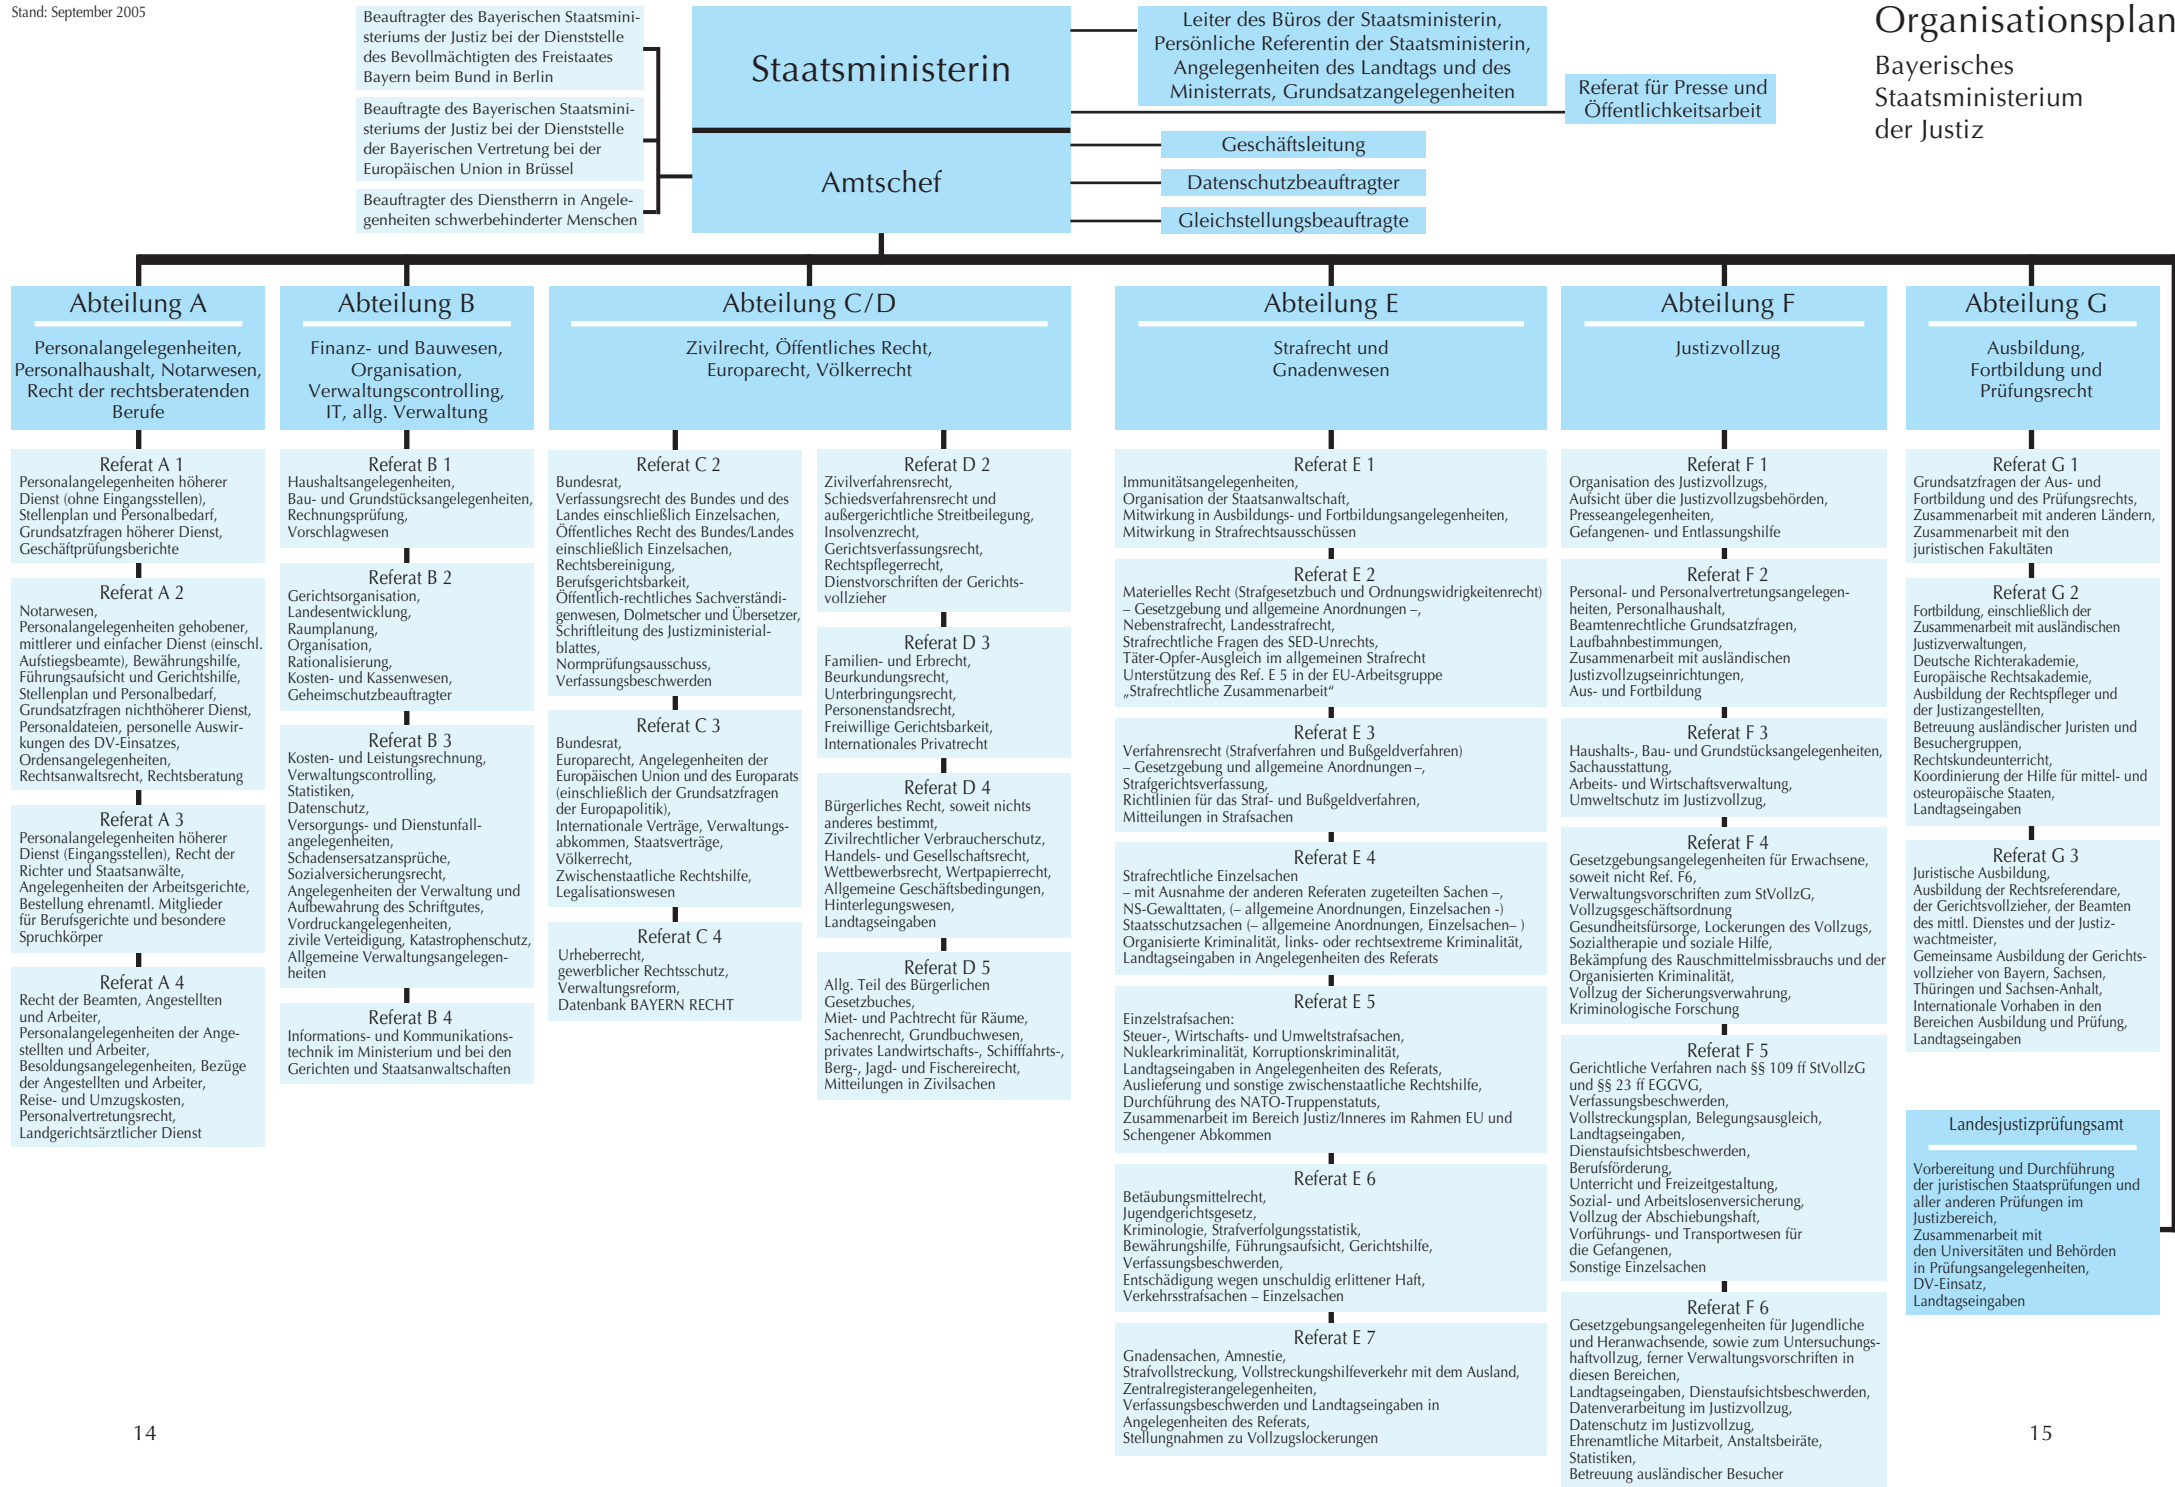 Stand: September 2005
Beauftragter des Bayerischen Staatsmini-
steriums der Justiz bei der Dienststelle
des Bevollmächtigten des Freistaates
Bayern beim Bund in Berlin
Beauftragte des Bayerischen Staatsmini-
steriums der Justiz bei der Dienststelle
der Bayerischen Vertretung bei der
Europäischen Union in Brüssel
Beauftragter des Dienstherrn in Angele-
genheiten schwerbehinderter Menschen
Staatsministerin
Amtschef
Leiter des Büros der Staatsministerin,
Persönliche Referentin der Staatsministerin,
Angelegenheiten des Landtags und des
Ministerrats, Grundsatzangelegenheiten
Referat für Presse und
Öffentlichkeitsarbeit
Geschäftsleitung
Datenschutzbeauftragter
Gleichstellungsbeauftragte
Organisationsplan
Bayerisches
Staatsministerium
der Justiz
Abteilung A
Personalangelegenheiten,
Personalhaushalt, Notarwesen,
Recht der rechtsberatenden
Berufe
Referat A 1
Personalangelegenheiten höherer
Dienst (ohne Eingangsstellen),
Stellenplan und Personalbedarf,
Grundsatzfragen höherer Dienst,
Geschäftprüfungsberichte
Referat A 2
Notarwesen,
Personalangelegenheiten gehobener,
mittlerer und einfacher Dienst (einschl.
Aufstiegsbeamte), Bewährungshilfe,
Führungsaufsicht und Gerichtshilfe,
Stellenplan und Personalbedarf,
Grundsatzfragen nichthöherer Dienst,
Personaldateien, personelle Auswir-
kungen des DV-Einsatzes,
Ordensangelegenheiten,
Rechtsanwaltsrecht, Rechtsberatung
Referat A 3
Personalangelegenheiten höherer
Dienst (Eingangsstellen), Recht der
Richter und Staatsanwälte,
Angelegenheiten der Arbeitsgerichte,
Bestellung ehrenamtl. Mitglieder
für Berufsgerichte und besondere
Spruchkörper
Referat A 4
Recht der Beamten, Angestellten
und Arbeiter,
Personalangelegenheiten der Ange-
stellten und Arbeiter,
Besoldungsangelegenheiten, Bezüge
der Angestellten und Arbeiter,
Reise- und Umzugskosten,
Personalvertretungsrecht,
Landgerichtsärztlicher Dienst
Abteilung B
Finanz- und Bauwesen,
Organisation,
Verwaltungscontrolling,
IT, allg. Verwaltung
Referat B 1
Haushaltsangelegenheiten,
Bau- und Grundstücksangelegenheiten,
Rechnungsprüfung,
Vorschlagwesen
Referat B 2
Gerichtsorganisation,
Landesentwicklung,
Raumplanung,
Organisation,
Rationalisierung,
Kosten- und Kassenwesen,
Geheimschutzbeauftragter
Referat B 3
Kosten- und Leistungsrechnung,
Verwaltungscontrolling,
Statistiken,
Datenschutz,
Versorgungs- und Dienstunfall-
angelegenheiten,
Schadensersatzansprüche,
Sozialversicherungsrecht,
Angelegenheiten der Verwaltung und
Aufbewahrung des Schriftgutes,
Vordruckangelegenheiten,
zivile Verteidigung, Katastrophenschutz,
Allgemeine Verwaltungsangelegen-
heiten
Referat B 4
Informations- und Kommunikations-
technik im Ministerium und bei den
Gerichten und Staatsanwaltschaften
Abteilung C/D
Zivilrecht, Öffentliches Recht,
Europarecht, Völkerrecht
Referat C 2
Bundesrat,
Verfassungsrecht des Bundes und des
Landes einschließlich Einzelsachen,
Öffentliches Recht des Bundes/Landes
einschließlich Einzelsachen,
Rechtsbereinigung,
Berufsgerichtsbarkeit,
Öffentlich-rechtliches Sachverständi-
genwesen, Dolmetscher und Übersetzer,
Schriftleitung des Justizministerial-
blattes,
Normprüfungsausschuss,
Verfassungsbeschwerden
Referat C 3
Bundesrat,
Europarecht, Angelegenheiten der
Europäischen Union und des Europarats
(einschließlich der Grundsatzfragen
der Europapolitik),
Internationale Verträge, Verwaltungs-
abkommen, Staatsverträge,
Völkerrecht,
Zwischenstaatliche Rechtshilfe,
Legalisationswesen
Referat C 4
Urheberrecht,
gewerblicher Rechtsschutz,
Verwaltungsreform,
Datenbank BAYERN RECHT
Referat D 2
Zivilverfahrensrecht,
Schiedsverfahrensrecht und
außergerichtliche Streitbeilegung,
Insolvenzrecht,
Gerichtsverfassungsrecht,
Rechtspflegerrecht,
Dienstvorschriften der Gerichts-
vollzieher
Referat D 3
Familien- und Erbrecht,
Beurkundungsrecht,
Unterbringungsrecht,
Personenstandsrecht,
Freiwillige Gerichtsbarkeit,
Internationales Privatrecht
Referat D 4
Bürgerliches Recht, soweit nichts
anderes bestimmt,
Zivilrechtlicher Verbraucherschutz,
Handels- und Gesellschaftsrecht,
Wettbewerbsrecht, Wertpapierrecht,
Allgemeine Geschäftsbedingungen,
Hinterlegungswesen,
Landtagseingaben
Referat D 5
Allg. Teil des Bürgerlichen
Gesetzbuches,
Miet- und Pachtrecht für Räume,
Sachenrecht, Grundbuchwesen,
privates Landwirtschafts-, Schifffahrts-,
Berg-, Jagd- und Fischereirecht,
Mitteilungen in Zivilsachen
Abteilung E
Strafrecht und
Gnadenwesen
Referat E 1
Immunitätsangelegenheiten,
Organisation der Staatsanwaltschaft,
Mitwirkung in Ausbildungs- und Fortbildungsangelegenheiten,
Mitwirkung in Strafrechtsausschüssen
Referat E 2
Materielles Recht (Strafgesetzbuch und Ordnungswidrigkeitenrecht)
– Gesetzgebung und allgemeine Anordnungen –,
Nebenstrafrecht, Landesstrafrecht,
Strafrechtliche Fragen des SED-Unrechts,
Täter-Opfer-Ausgleich im allgemeinen Strafrecht
Unterstützung des Ref. E 5 in der EU-Arbeitsgruppe
„Strafrechtliche Zusammenarbeit“
Referat E 3
Verfahrensrecht (Strafverfahren und Bußgeldverfahren)
– Gesetzgebung und allgemeine Anordnungen –,
Strafgerichtsverfassung,
Richtlinien für das Straf- und Bußgeldverfahren,
Mitteilungen in Strafsachen
Referat E 4
Strafrechtliche Einzelsachen
– mit Ausnahme der anderen Referaten zugeteilten Sachen –,
NS-Gewalttaten, (– allgemeine Anordnungen, Einzelsachen -)
Staatsschutzsachen (– allgemeine Anordnungen, Einzelsachen– )
Organisierte Kriminalität, links- oder rechtsextreme Kriminalität,
Landtagseingaben in Angelegenheiten des Referats
Referat E 5
Einzelstrafsachen:
Steuer-, Wirtschafts- und Umweltstrafsachen,
Nuklearkriminalität, Korruptionskriminalität,
Landtagseingaben in Angelegenheiten des Referats,
Auslieferung und sonstige zwischenstaatliche Rechtshilfe,
Durchführung des NATO-Truppenstatuts,
Zusammenarbeit im Bereich Justiz/Inneres im Rahmen EU und
Schengener Abkommen
Referat E 6
Betäubungsmittelrecht,
Jugendgerichtsgesetz,
Kriminologie, Strafverfolgungsstatistik,
Bewährungshilfe, Führungsaufsicht, Gerichtshilfe,
Verfassungsbeschwerden,
Entschädigung wegen unschuldig erlittener Haft,
Verkehrsstrafsachen – Einzelsachen
Referat E 7
Gnadensachen, Amnestie,
Strafvollstreckung, Vollstreckungshilfeverkehr mit dem Ausland,
Zentralregisterangelegenheiten,
Verfassungsbeschwerden und Landtagseingaben in
Angelegenheiten des Referats,
Stellungnahmen zu Vollzugslockerungen
Abteilung F
Justizvollzug
Referat F 1
Organisation des Justizvollzugs,
Aufsicht über die Justizvollzugsbehörden,
Presseangelegenheiten,
Gefangenen- und Entlassungshilfe
Referat F 2
Personal- und Personalvertretungsangelegen-
heiten, Personalhaushalt,
Beamtenrechtliche Grundsatzfragen,
Laufbahnbestimmungen,
Zusammenarbeit mit ausländischen
Justizvollzugseinrichtungen,
Aus- und Fortbildung
Referat F 3
Haushalts-, Bau- und Grundstücksangelegenheiten,
Sachausstattung,
Arbeits- und Wirtschaftsverwaltung,
Umweltschutz im Justizvollzug,
Referat F 4
Gesetzgebungsangelegenheiten für Erwachsene,
soweit nicht Ref. F6,
Verwaltungsvorschriften zum StVollzG,
Vollzugsgeschäftsordnung
Gesundheitsfürsorge, Lockerungen des Vollzugs,
Sozialtherapie und soziale Hilfe,
Bekämpfung des Rauschmittelmissbrauchs und der
Organisierten Kriminalität,
Vollzug der Sicherungsverwahrung,
Kriminologische Forschung
Referat F 5
Gerichtliche Verfahren nach §§ 109 ff StVollzG
und §§ 23 ff EGGVG,
Verfassungsbeschwerden,
Vollstreckungsplan, Belegungsausgleich,
Landtagseingaben,
Dienstaufsichtsbeschwerden,
Berufsförderung,
Unterricht und Freizeitgestaltung,
Sozial- und Arbeitslosenversicherung,
Vollzug der Abschiebungshaft,
Vorführungs- und Transportwesen für
die Gefangenen,
Sonstige Einzelsachen
Referat F 6
Gesetzgebungsangelegenheiten für Jugendliche
und Heranwachsende, sowie zum Untersuchungs-
haftvollzug, ferner Verwaltungsvorschriften in
diesen Bereichen,
Landtagseingaben, Dienstaufsichtsbeschwerden,
Datenverarbeitung im Justizvollzug,
Datenschutz im Justizvollzug,
Ehrenamtliche Mitarbeit, Anstaltsbeiräte,
Statistiken,
Betreuung ausländischer Besucher
Abteilung G
Ausbildung,
Fortbildung und
Prüfungsrecht
Referat G 1
Grundsatzfragen der Aus- und
Fortbildung und des Prüfungsrechts,
Zusammenarbeit mit anderen Ländern,
Zusammenarbeit mit den
juristischen Fakultäten
Referat G 2
Fortbildung, einschließlich der
Zusammenarbeit mit ausländischen
Justizverwaltungen,
Deutsche Richterakademie,
Europäische Rechtsakademie,
Ausbildung der Rechtspfleger und
der Justizangestellten,
Betreuung ausländischer Juristen und
Besuchergruppen,
Rechtskundeunterricht,
Koordinierung der Hilfe für mittel- und
osteuropäische Staaten,
Landtagseingaben
Referat G 3
Juristische Ausbildung,
Ausbildung der Rechtsreferendare,
der Gerichtsvollzieher, der Beamten
des mittl. Dienstes und der Justiz-
wachtmeister,
Gemeinsame Ausbildung der Gerichts-
vollzieher von Bayern, Sachsen,
Thüringen und Sachsen-Anhalt,
Internationale Vorhaben in den
Bereichen Ausbildung und Prüfung,
Landtagseingaben
Landesjustizprüfungsamt
Vorbereitung und Durchführung
der juristischen Staatsprüfungen und
aller anderen Prüfungen im
Justizbereich,
Zusammenarbeit mit
den Universitäten und Behörden
in Prüfungsangelegenheiten,
DV-Einsatz,
Landtagseingaben
14
15